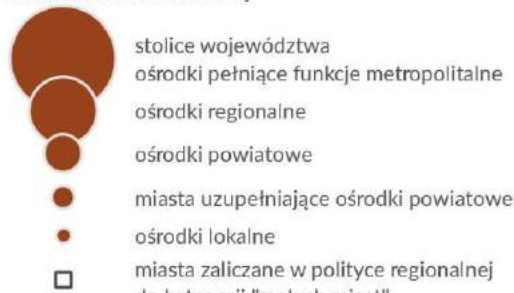 stolice województwa
ośrodki pełniące funkcje metropolitalne
ośrodki regionalne
ośrodki powiatowe
miasta uzupełniające ośrodki powiatowe
ośrodki lokalne
miasta zaliczane w polityce regionalnej